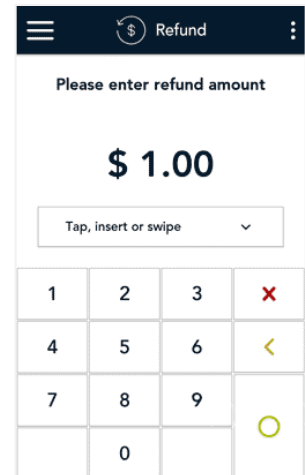 $ Refund
Please enter refund amount
$ 1.00
Tap, insert or swipe
1 2 3
4 5 6
7 8 9
0